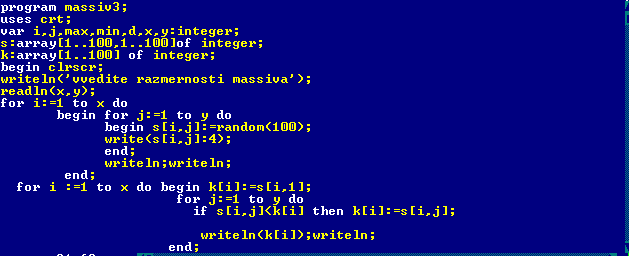 program massiv3;
uses crt;
var i,j,max,min,d,x,y:integer;
s:array[1..100,1..100]of integer;
k:array[1..100] of integer;
begin clrscr;
writeln('vvedite razmernosti massiva');
readln(x,y);
for i:=1 to x do
begin for j:=1 to y do
begin s[i,j]:=random(100);
write(s[i,j]:4);
end;
writeln;writeln;
end;
for i :=1 to x do begin k[i]:=s[i,1];
for j:=1 to y do
if s[i,j]<k[i] then k[i]:=s[i,j];
writeln(k[i]);writeln;
end;